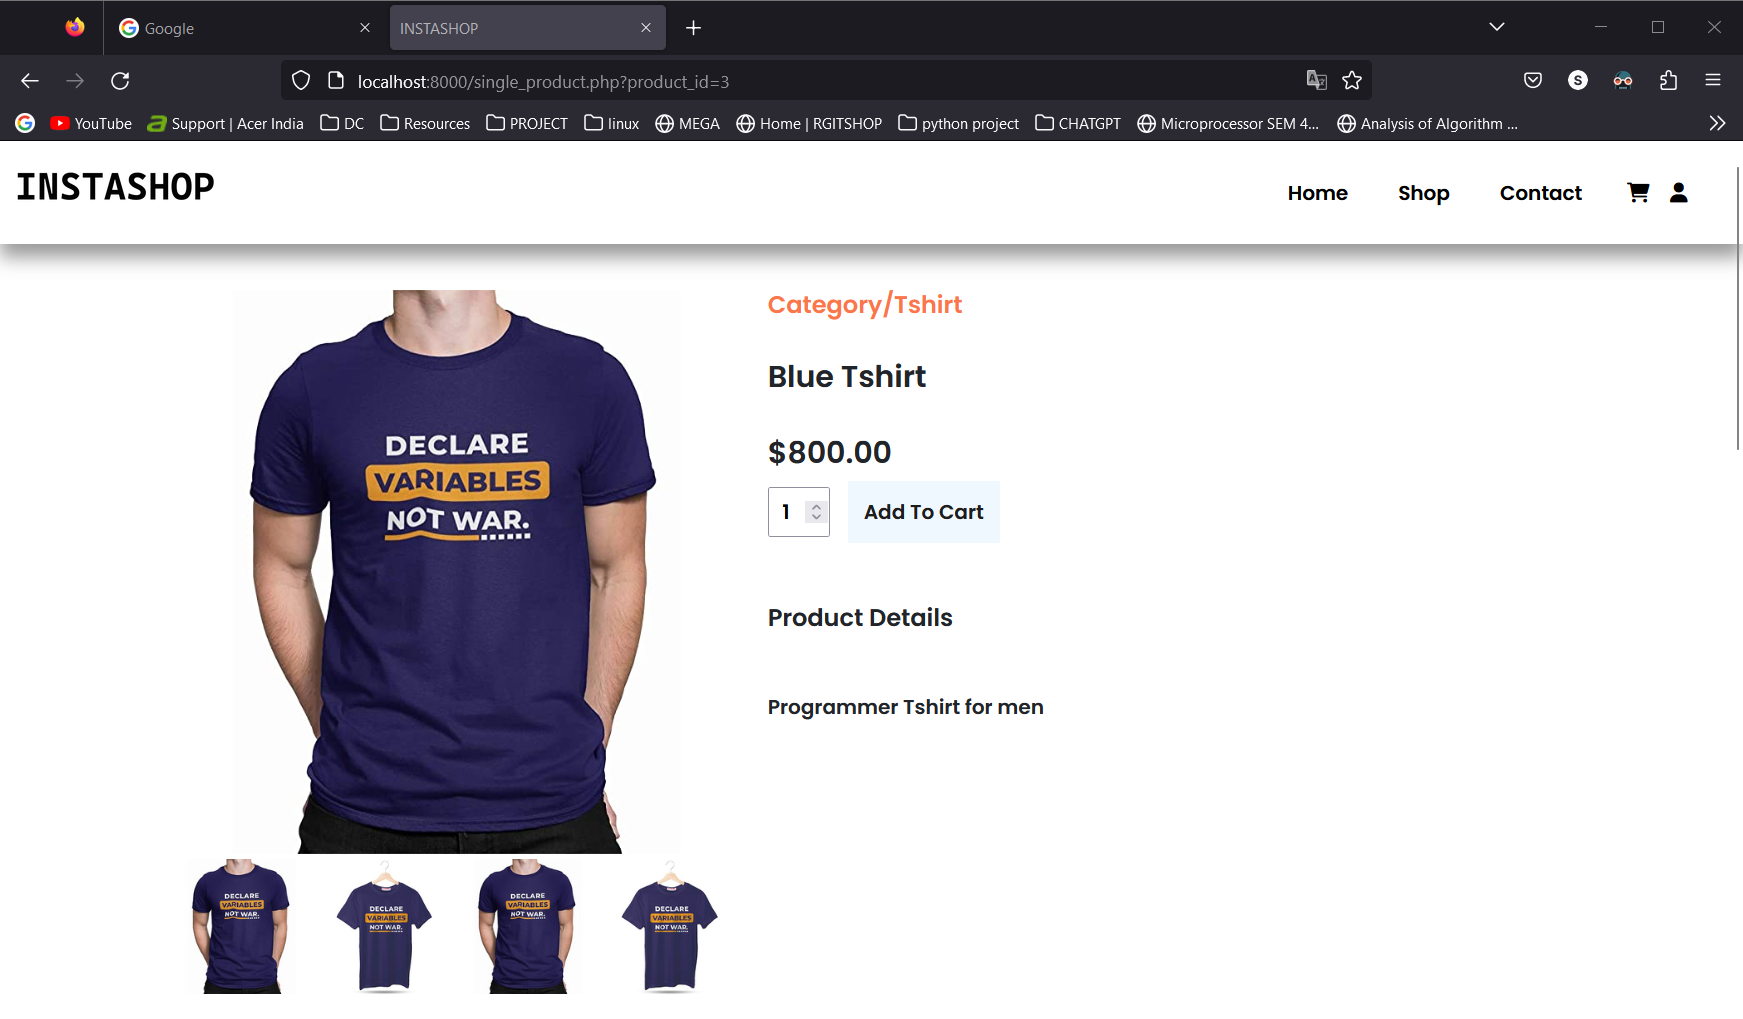 Google
INSTASHOP
localhost:8000/single_product.php?product_id=3
S
YouTube
Support | Acer India
DC
Resources
PROJECT
linux
MEGA
Home | RGITSHOP
python project
CHATGPT
Microprocessor SEM 4...
Analysis of Algorithm ...
INSTASHOP
Home
Shop
Contact
Category/Tshirt
Blue Tshirt
$800.00
1
Add To Cart
Product Details
Programmer Tshirt for men
DECLARE
VARIABLES
NOT WAR.
DECLARE
VARIABLES
NOT WAR.
DECLARE
VARIABLES
NOT WAR.
DECLARE
VARIABLES
NOT WAR.
DECLARE
VARIABLES
NOT WAR.